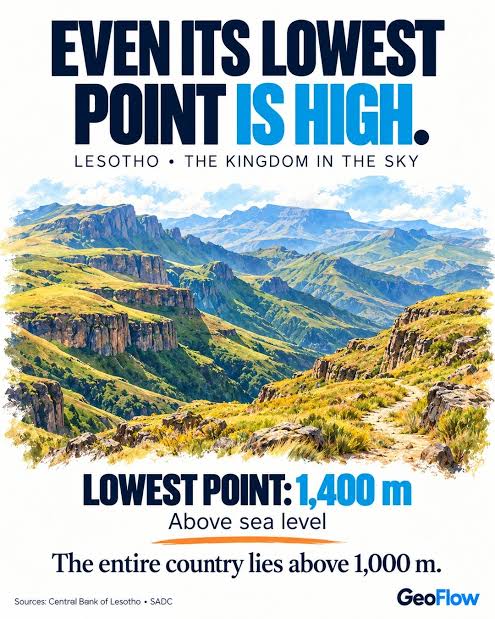 EVEN ITS LOWEST
POINT IS HIGH.
LESOTHO • THE KINGDOM IN THE SKY
LOWEST POINT: 1,400 m
Above sea level
The entire country lies above 1,000 m.
Sources: Central Bank of Lesotho • SADC
GeoFlow